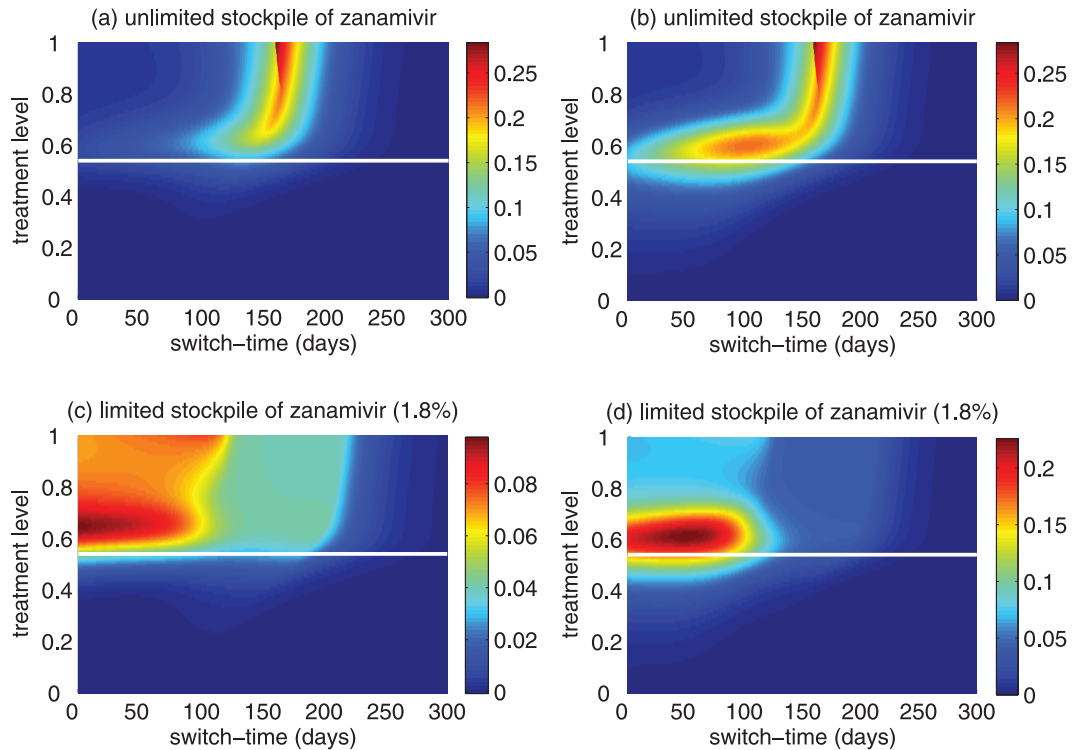 (a) unlimited stockpile of zanamivir
1
0.8
0.6
0.4
0.2
0
treatment level
0 50 100 150 200 250 300
switch–time (days)
0.25
0.2
0.15
0.1
0.05
0
(b) unlimited stockpile of zanamivir
1
0.8
0.6
0.4
0.2
0
treatment level
0 50 100 150 200 250 300
switch–time (days)
0.25
0.2
0.15
0.1
0.05
0
(c) limited stockpile of zanamivir (1.8%)
1
0.8
0.6
0.4
0.2
0
treatment level
0 50 100 150 200 250 300
switch–time (days)
0.08
0.06
0.04
0.02
0
(d) limited stockpile of zanamivir (1.8%)
1
0.8
0.6
0.4
0.2
0
treatment level
0 50 100 150 200 250 300
switch–time (days)
0.2
0.15
0.1
0.05
0